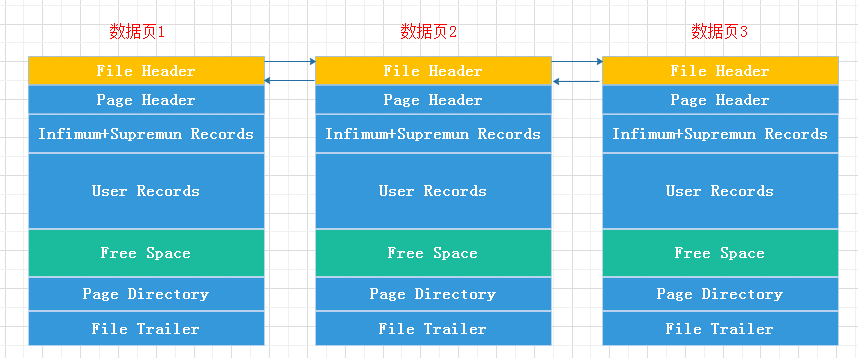 数据页1 数据页2 数据页3
File Header File Header File Header
Page Header Page Header Page Header
Infimum+Supremun Records Infimum+Supremun Records Infimum+Supremun Records
User Records User Records User Records
Free Space Free Space Free Space
Page Directory Page Directory Page Directory
File Trailer File Trailer File Trailer